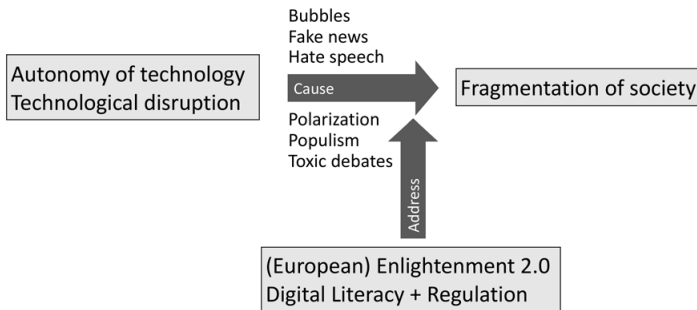 Bubbles
Fake news
Hate speech
Autonomy of technology
Technological disruption
Cause
Fragmentation of society
Polarization
Populism
Toxic debates
Address
(European) Enlightenment 2.0
Digital Literacy + Regulation